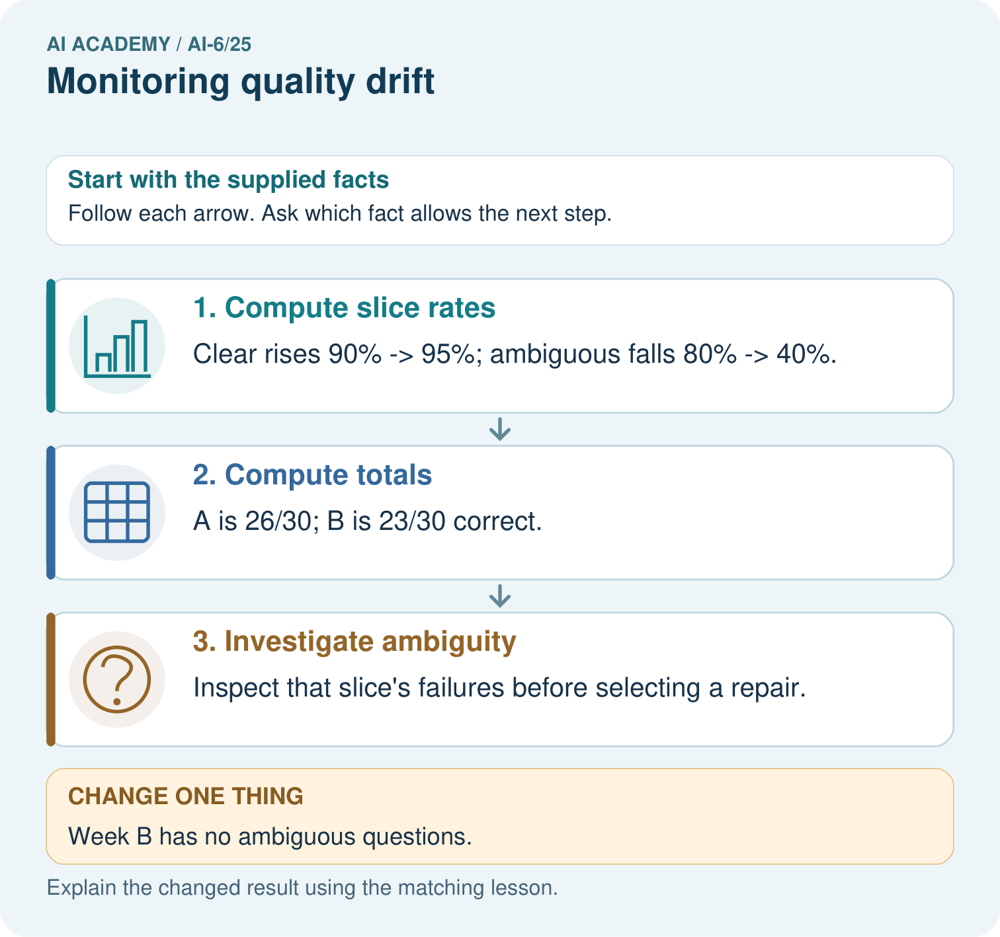 AI ACADEMY / AI-6/25
Monitoring quality drift
Start with the supplied facts
Follow each arrow. Ask which fact allows the next step.
1. Compute slice rates
Clear rises 90% -> 95%; ambiguous falls 80% -> 40%.
2. Compute totals
A is 26/30; B is 23/30 correct.
3. Investigate ambiguity
Inspect that slice's failures before selecting a repair.
CHANGE ONE THING
Week B has no ambiguous questions.
Explain the changed result using the matching lesson.